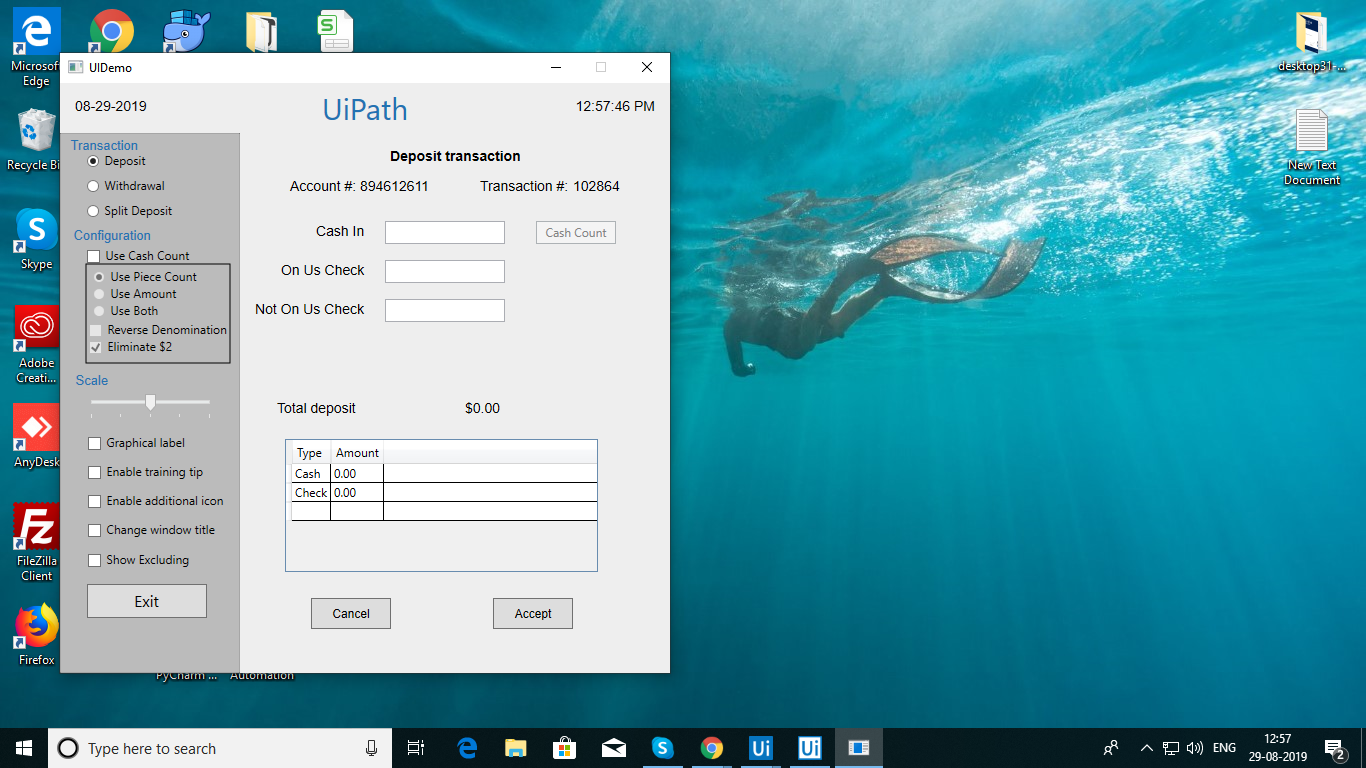 Microsoft
Edge
Recycle Bi
Skype
Adobe
Creati...
AnyDesk
FileZilla
Client
Firefox
desktop31-...
New Text
Document
UIDemo
08-29-2019
UiPath
12:57:46 PM
Transaction
Deposit
Withdrawal
Split Deposit
Configuration
Use Cash Count
Use Piece Count
Use Amount
Use Both
Reverse Denomination
Eliminate $2
Scale
Graphical label
Enable training tip
Enable additional icon
Change window title
Show Excluding
Exit
Deposit transaction
Account #: 894612611 Transaction #: 102864
Cash In
Cash Count
On Us Check
Not On Us Check
Total deposit $0.00
Type Amount
Cash 0.00
Check 0.00
Cancel Accept
PyCharm ... Automation
Type here to search
Ui Ui
ENG
12:57
29-08-2019
2